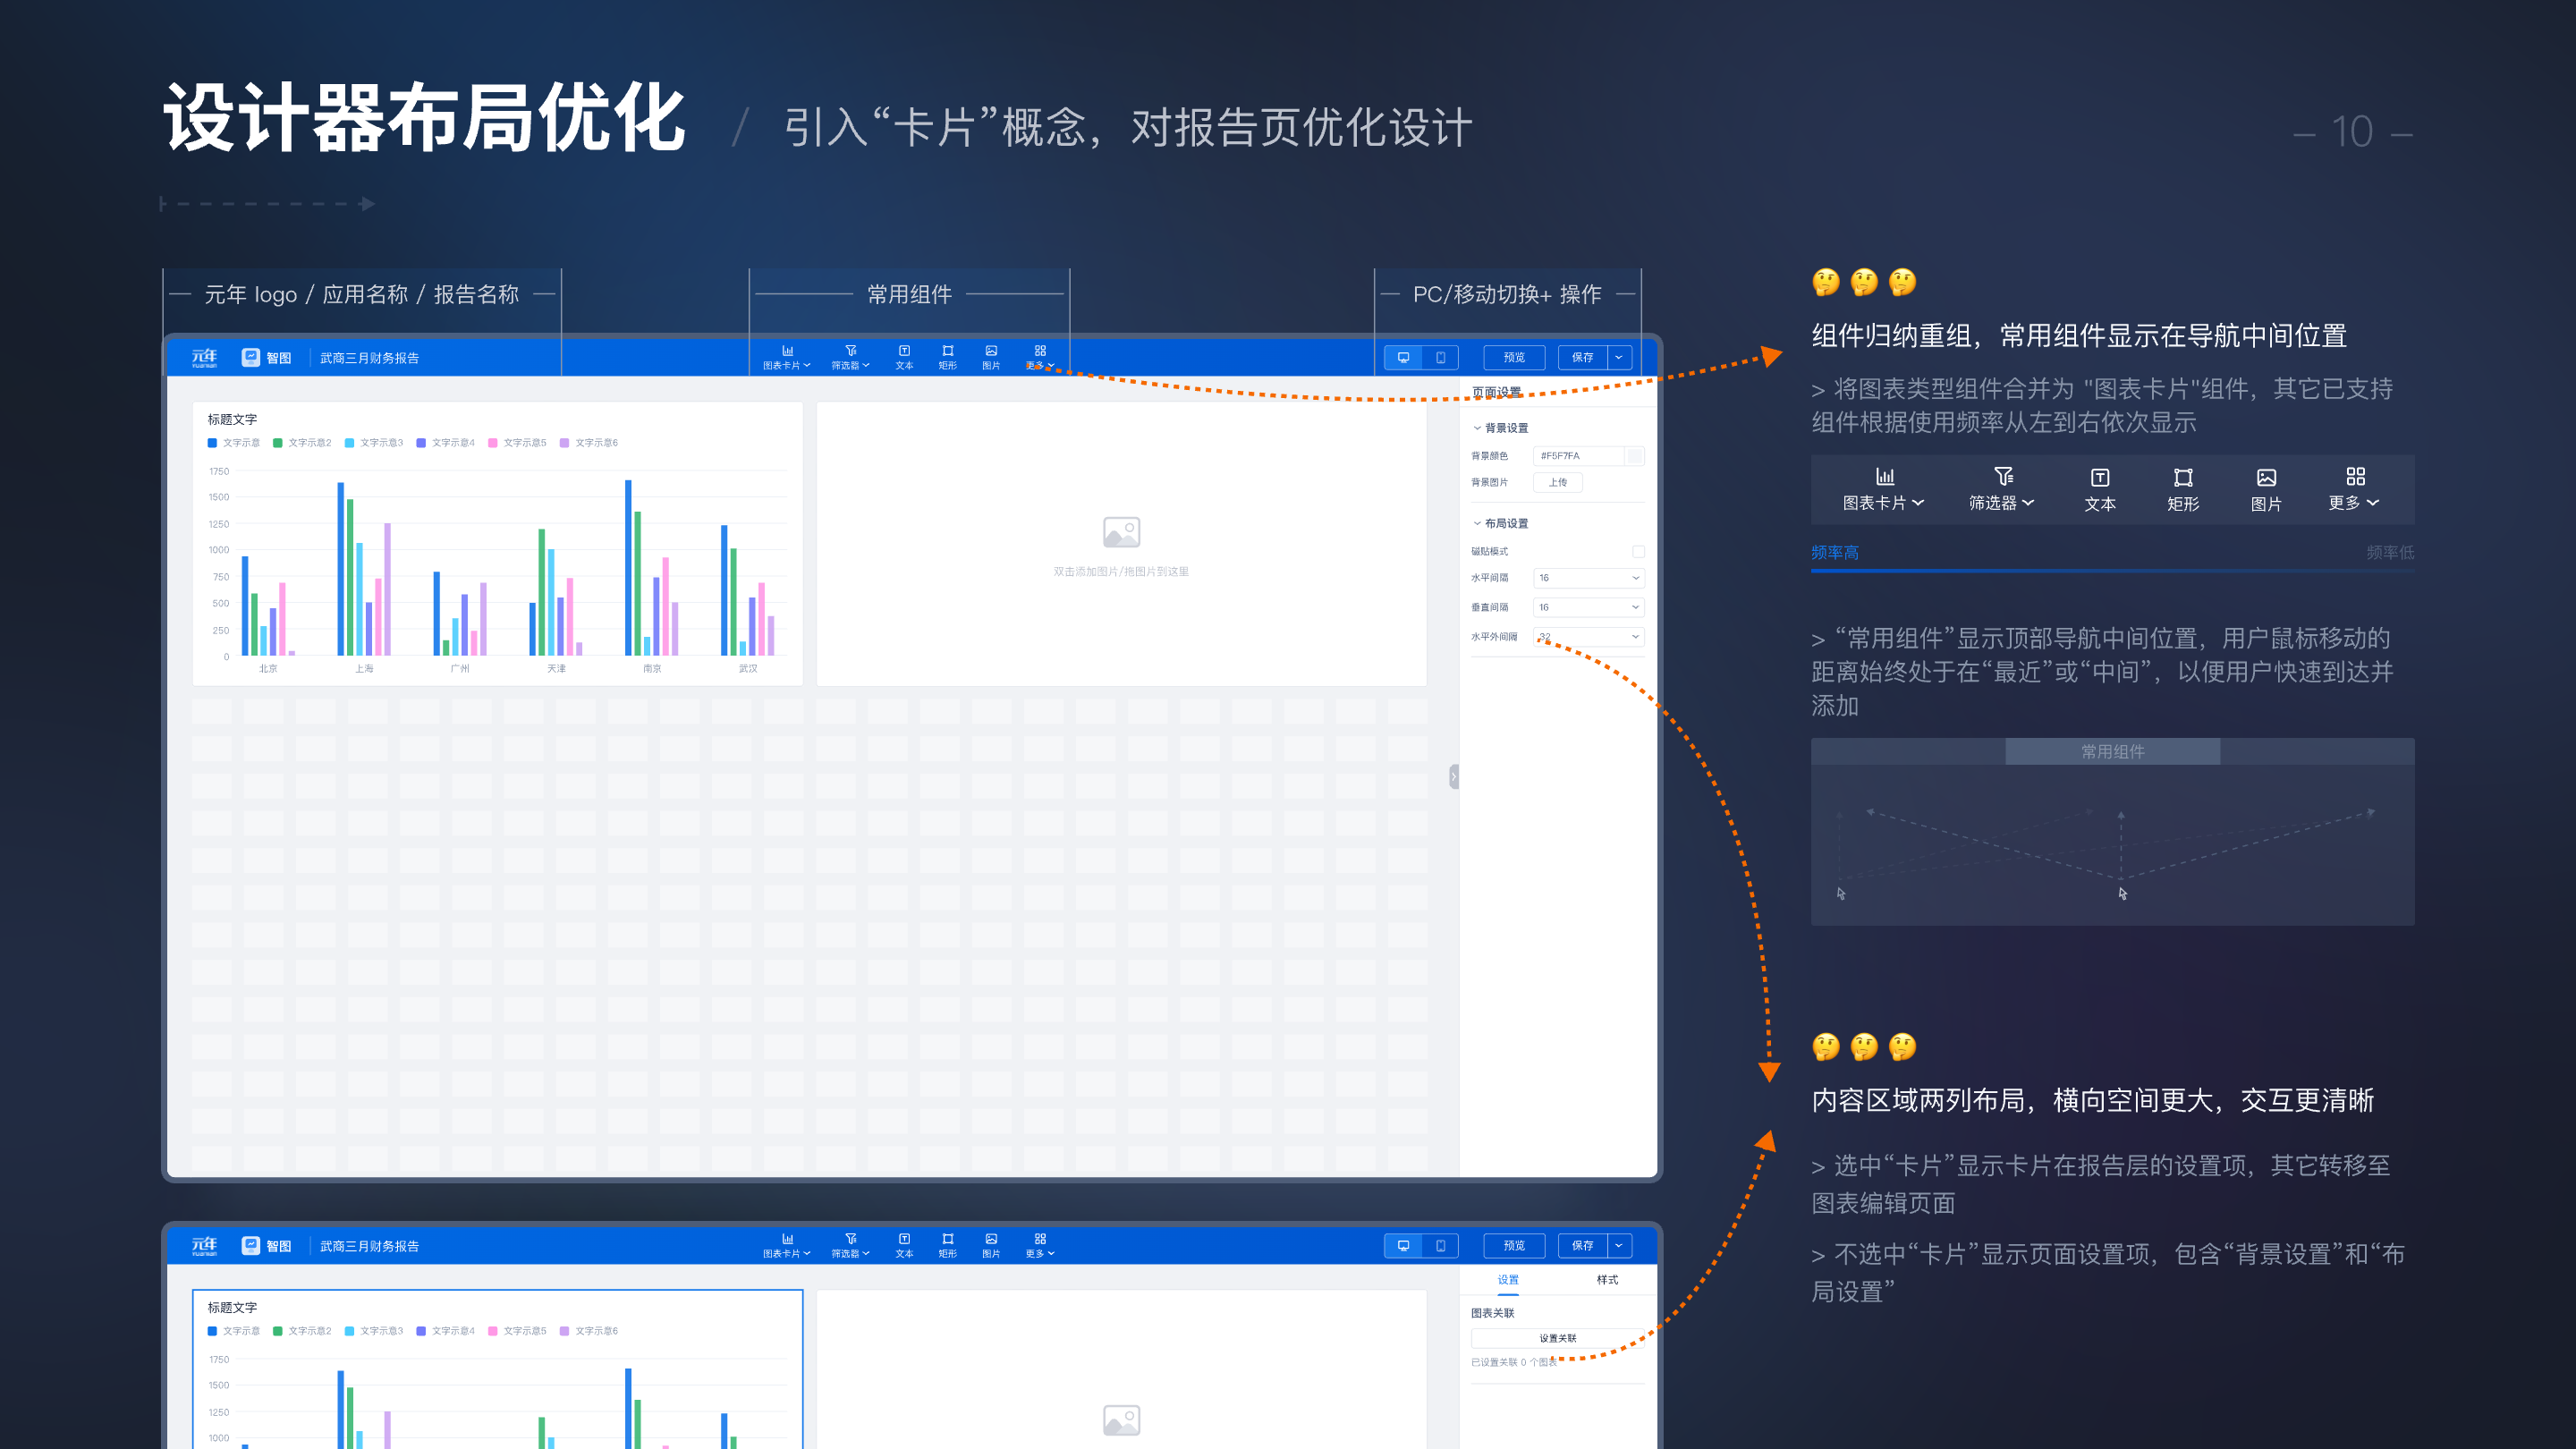 设计器布局优化 / 引入“卡片”概念，对报告页优化设计
– 10 –
元年 logo / 应用名称 / 报告名称
常用组件
PC/移动切换+ 操作
元年 智图 武商三月财务报告
图表卡片 筛选器 文本 矩形 图片 更多
预览 保存
标题文字
文字示意 文字示意2 文字示意3 文字示意4 文字示意5 文字示意6
1750
1500
1250
1000
750
500
250
0
北京 上海 广州 天津 南京 武汉
双击添加图片/拖图片到这里
页面设置
背景设置
背景颜色 #F5F7FA
背景图片 上传
布局设置
磁贴模式
水平间隔 16
垂直间隔 16
水平外间隔 32
🤔 🤔 🤔
组件归纳重组，常用组件显示在导航中间位置
> 将图表类型组件合并为 "图表卡片"组件，其它已支持
组件根据使用频率从左到右依次显示
图表卡片 筛选器 文本 矩形 图片 更多
频率高 频率低
> “常用组件”显示顶部导航中间位置，用户鼠标移动的
距离始终处于在“最近”或“中间”，以便用户快速到达并
添加
常用组件
🤔 🤔 🤔
内容区域两列布局，横向空间更大，交互更清晰
> 选中“卡片”显示卡片在报告层的设置项，其它转移至
图表编辑页面
> 不选中“卡片”显示页面设置项，包含“背景设置”和“布
局设置”
元年 智图 武商三月财务报告
图表卡片 筛选器 文本 矩形 图片 更多
预览 保存
标题文字
文字示意 文字示意2 文字示意3 文字示意4 文字示意5 文字示意6
1750
1500
1250
1000
设置 样式
图表关联
设置关联
已设置关联 0 个图表